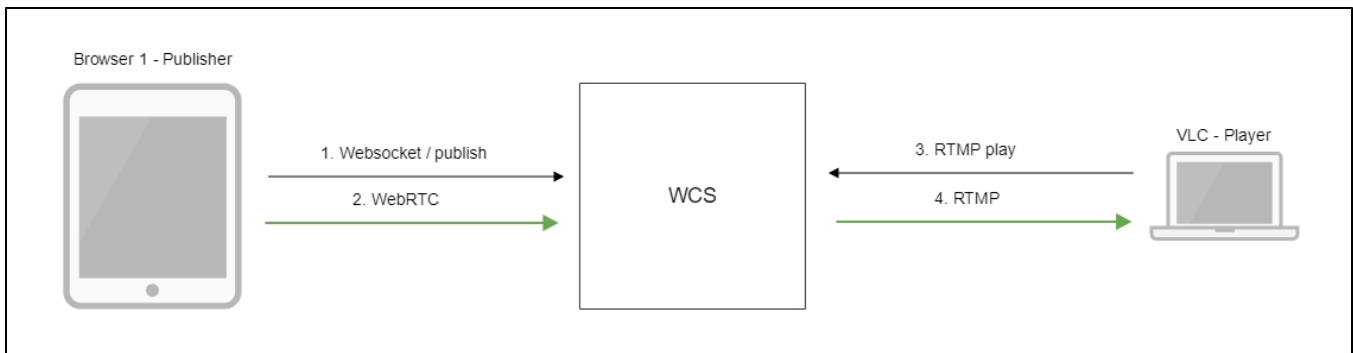 Browser 1 - Publisher
1. Websocket / publish
2. WebRTC
WCS
3. RTMP play
4. RTMP
VLC - Player